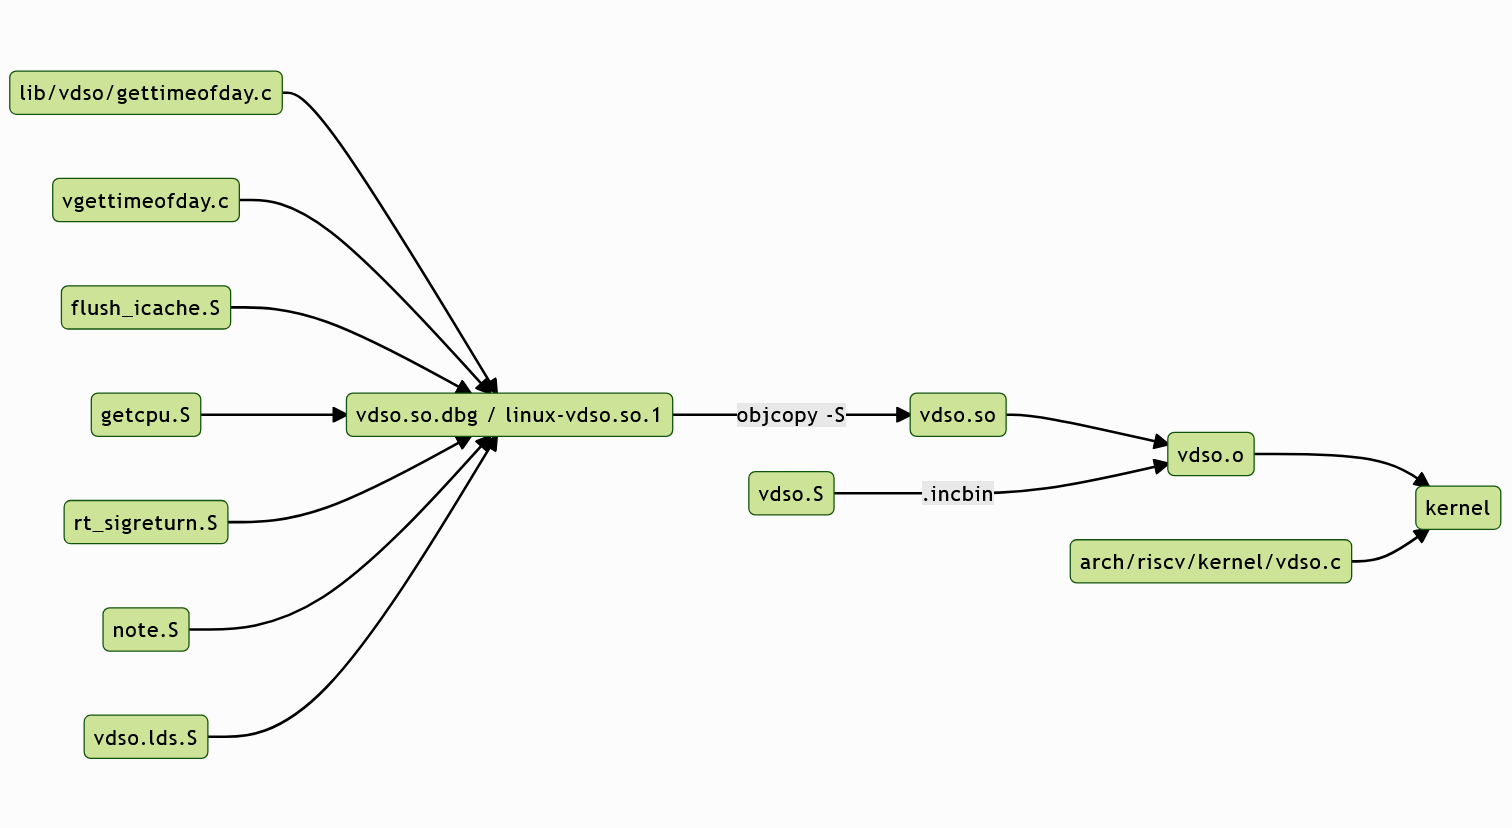 lib/vdso/gettimeofday.c
vgettimeofday.c
flush_icache.S
getcpu.S
vdso.so.dbg / linux-vdso.so.1
objcopy -S
vdso.so
vdso.o
vdso.S
.incbin
kernel
rt_sigreturn.S
arch/riscv/kernel/vdso.c
note.S
vdso.lds.S